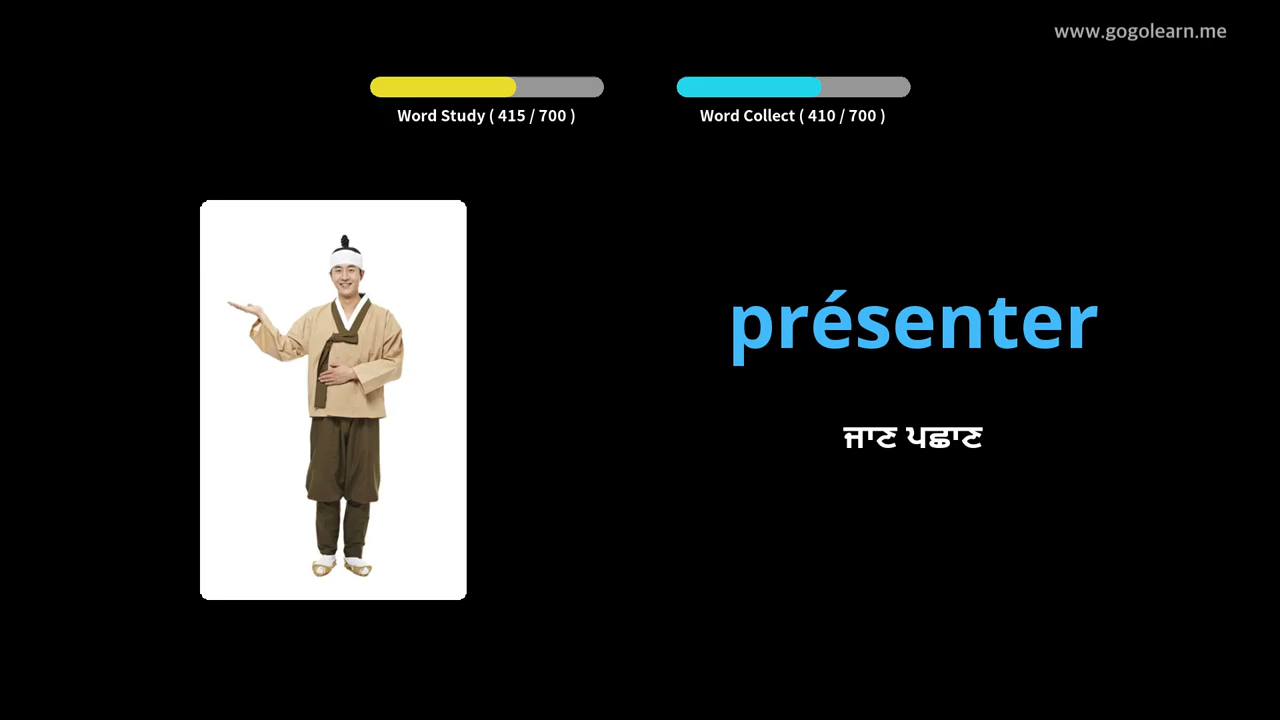 www.gogolearn.me
Word Study ( 415 / 700 )
Word Collect ( 410 / 700 )
présenter
ਜਾਣ ਪਛਾਣ